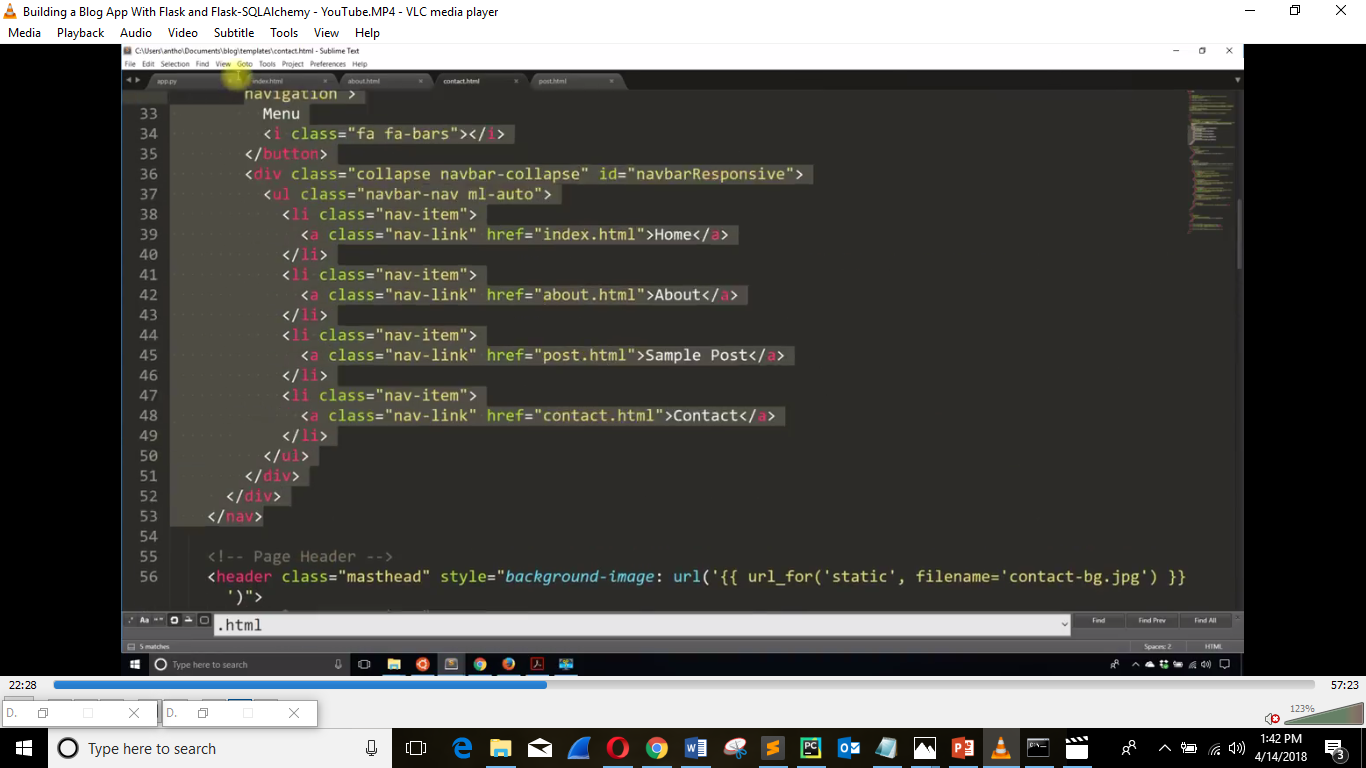 Building a Blog App With Flask and Flask-SQLAlchemy - YouTube.MP4 - VLC media player
Media Playback Audio Video Subtitle Tools View Help
C:\Users\antho\Documents\blog\templates\contact.html - Sublime Text
File Edit Selection Find View Goto Tools Project Preferences Help
app.py index.html about.html contact.html post.html
navigation >
33 Menu
34 <i class="fa fa-bars"></i>
35 </button>
36 <div class="collapse navbar-collapse" id="navbarResponsive">
37 <ul class="navbar-nav ml-auto">
38 <li class="nav-item">
39 <a class="nav-link" href="index.html">Home</a>
40 </li>
41 <li class="nav-item">
42 <a class="nav-link" href="about.html">About</a>
43 </li>
44 <li class="nav-item">
45 <a class="nav-link" href="post.html">Sample Post</a>
46 </li>
47 <li class="nav-item">
48 <a class="nav-link" href="contact.html">Contact</a>
49 </li>
50 </ul>
51 </div>
52 </div>
53 </nav>
54
55 <!-- Page Header -->
56 <header class="masthead" style="background-image: url('{{ url_for('static', filename='contact-bg.jpg') }}
')">
.* Aa “” .html Find Find Prev Find All
5 matches Spaces: 2 HTML
Type here to search
22:28 57:23
D. D. 123%
Type here to search 1:42 PM
4/14/2018 3